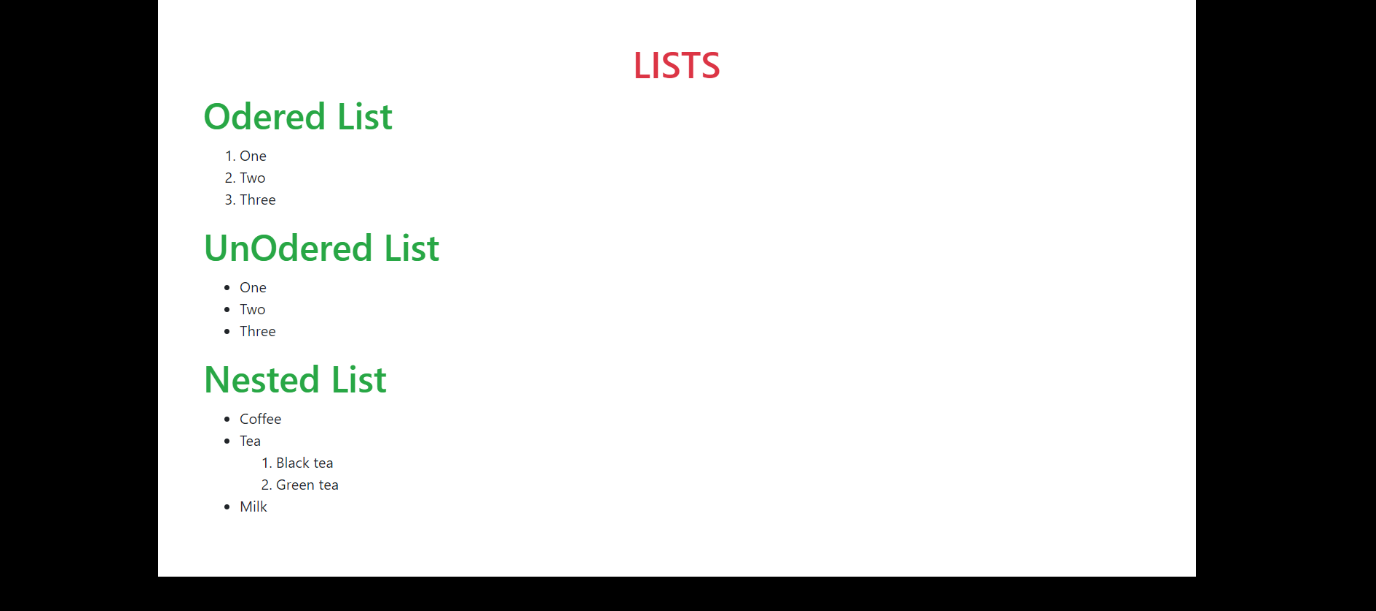 LISTS
Odered List
1. One
2. Two
3. Three
UnOdered List
• One
• Two
• Three
Nested List
• Coffee
• Tea
1. Black tea
2. Green tea
• Milk